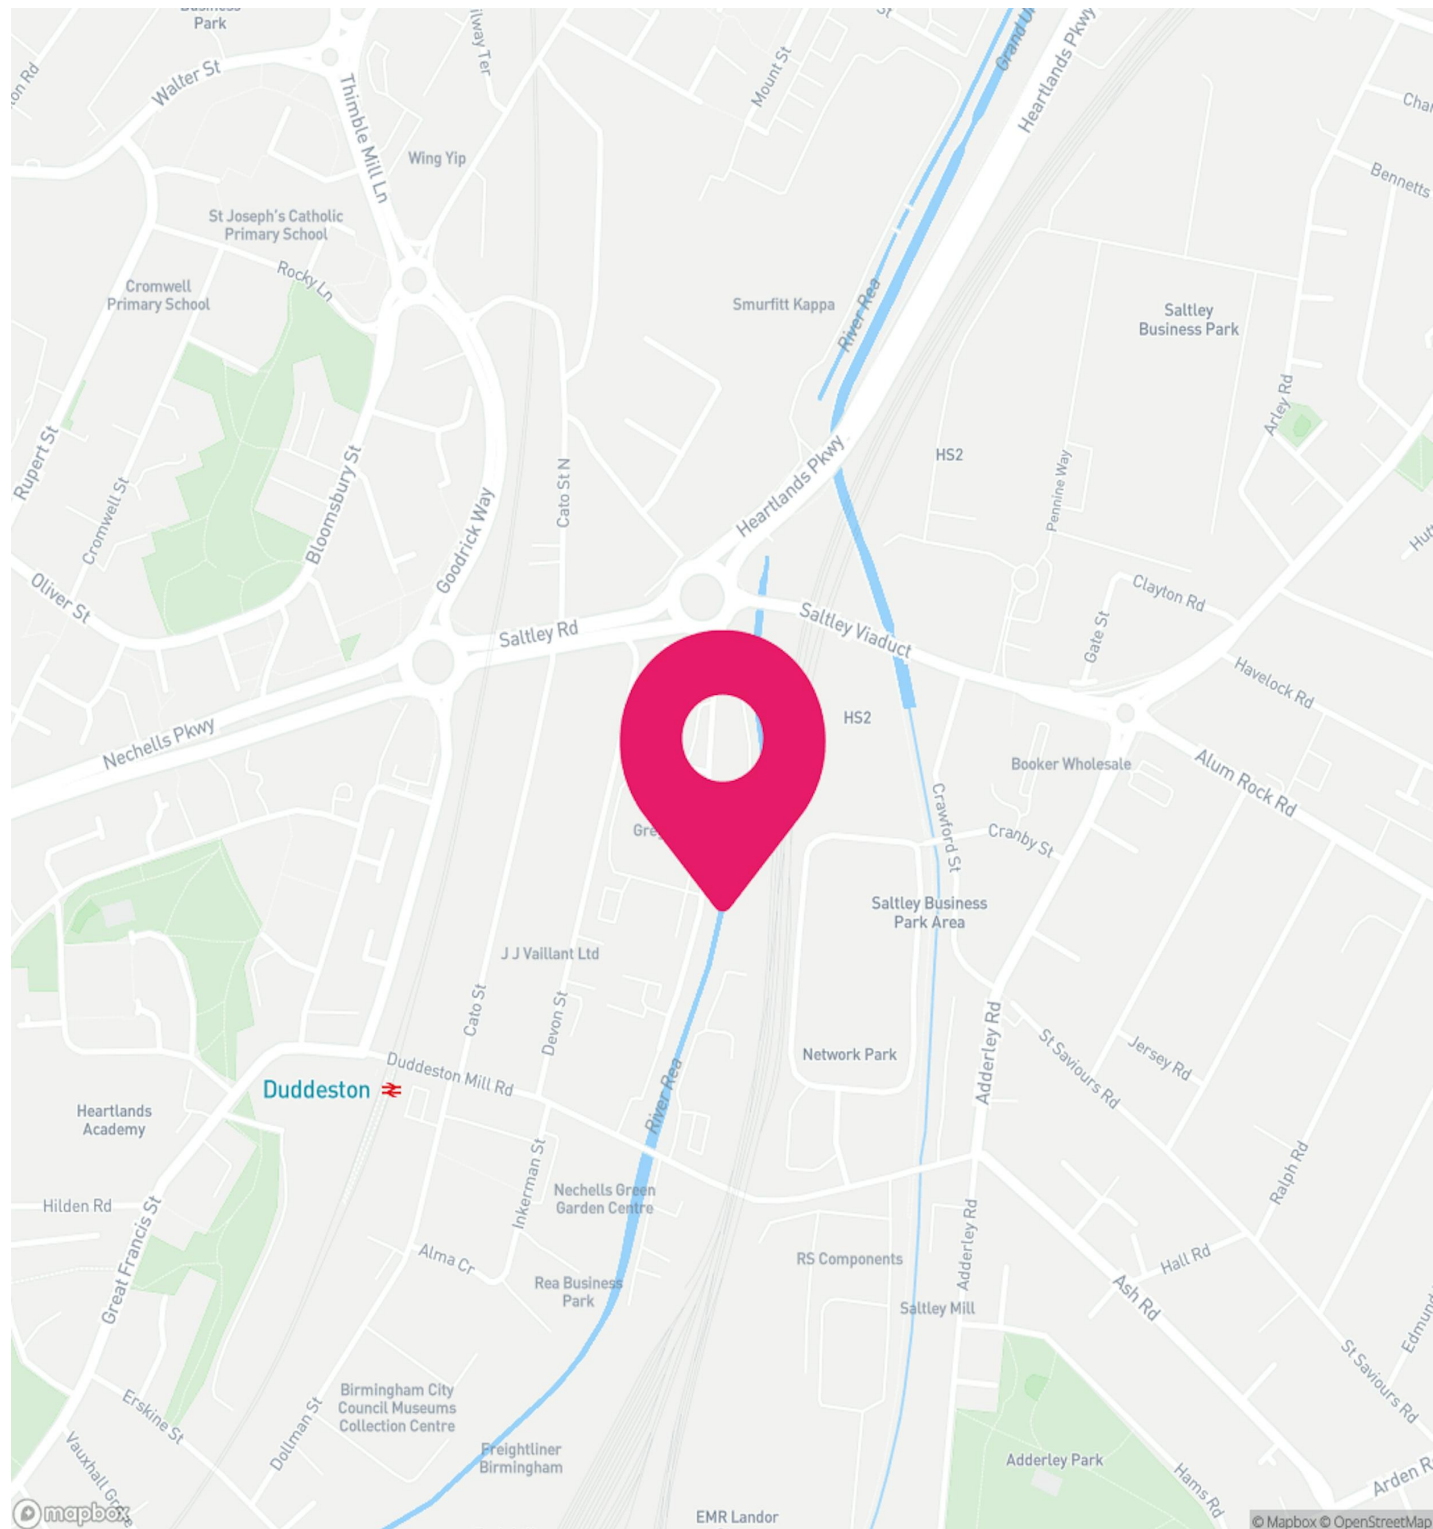 Park
Walter St
Thimble Mill Ln
Wing Yip
Mount St
St
Heartlands Pkwy
St Joseph's Catholic
Primary School
Rocky Ln
Cromwell
Primary School
Smurfitt Kappa
River Rea
Saltley
Business Park
Bennetts
Arley Rd
Rupert St
Cromwell St
Bloomsbury St
Goodrick Way
Cato St N
Heartlands Pkwy
HS2
Pennine Way
Oliver St
Saltley Rd
Saltley Viaduct
Clayton Rd
Gate St
Havelock Rd
Nechells Pkwy
HS2
Booker Wholesale
Alum Rock Rd
Crawford St
Cranby St
Saltley Business
Park Area
J J Vaillant Ltd
Cato St
Devon St
Duddeston Mill Rd
Duddeston
River Rea
Network Park
Adderley Rd
St Saviours Rd
Jersey Rd
Heartlands
Academy
Hilden Rd
Great Francis St
Inkerman St
Nechells Green
Garden Centre
Ralph Rd
Alma Cr
Rea Business
Park
RS Components
Adderley Rd
Hall Rd
Saltley Mill
Ash Rd
St Saviours Rd
Erskine St
Dollman St
Birmingham City
Council Museums
Collection Centre
Freightliner
Birmingham
Adderley Park
Hams Rd
Arden R
EMR Landor
mapbox
© Mapbox © OpenStreetMap